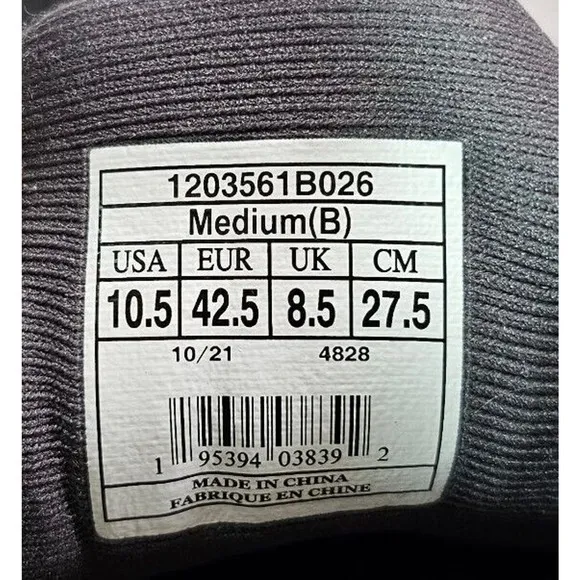 1203561B026
Medium(B)
USA EUR UK CM
10.5 42.5 8.5 27.5
10/21 4828
1 95394 03839 2
MADE IN CHINA
FABRIQUE EN CHINE